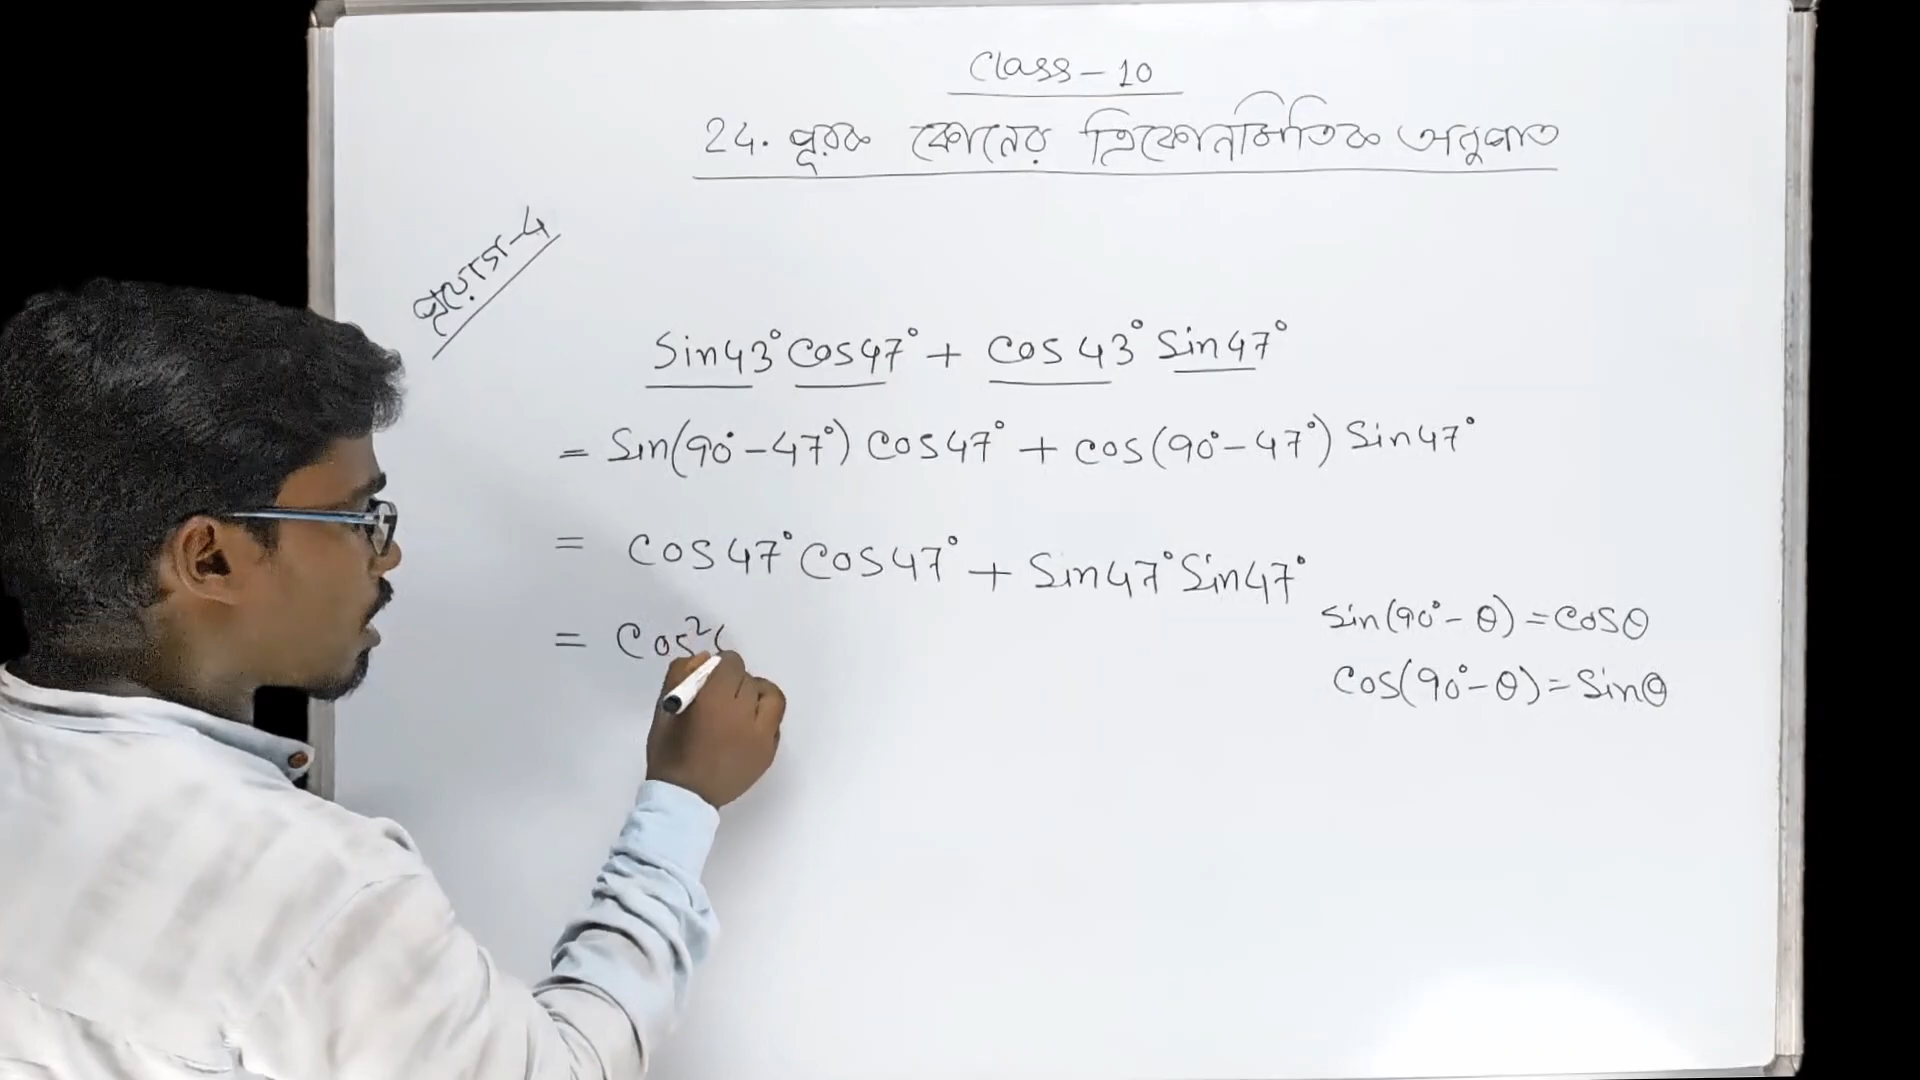 Class-10
24. পূরক কোনের ত্রিকোনমিতিক অনুপাত
প্রয়োগ-4
Sin43° Cos47° + Cos 43° Sin47°
= Sin(90°-47°) Cos47° + Cos(90°-47°) Sin47°
= Cos47° Cos47° + Sin47° Sin47°
= Cos²
Sin(90°-θ)=Cosθ
Cos(90°-θ)=Sinθ